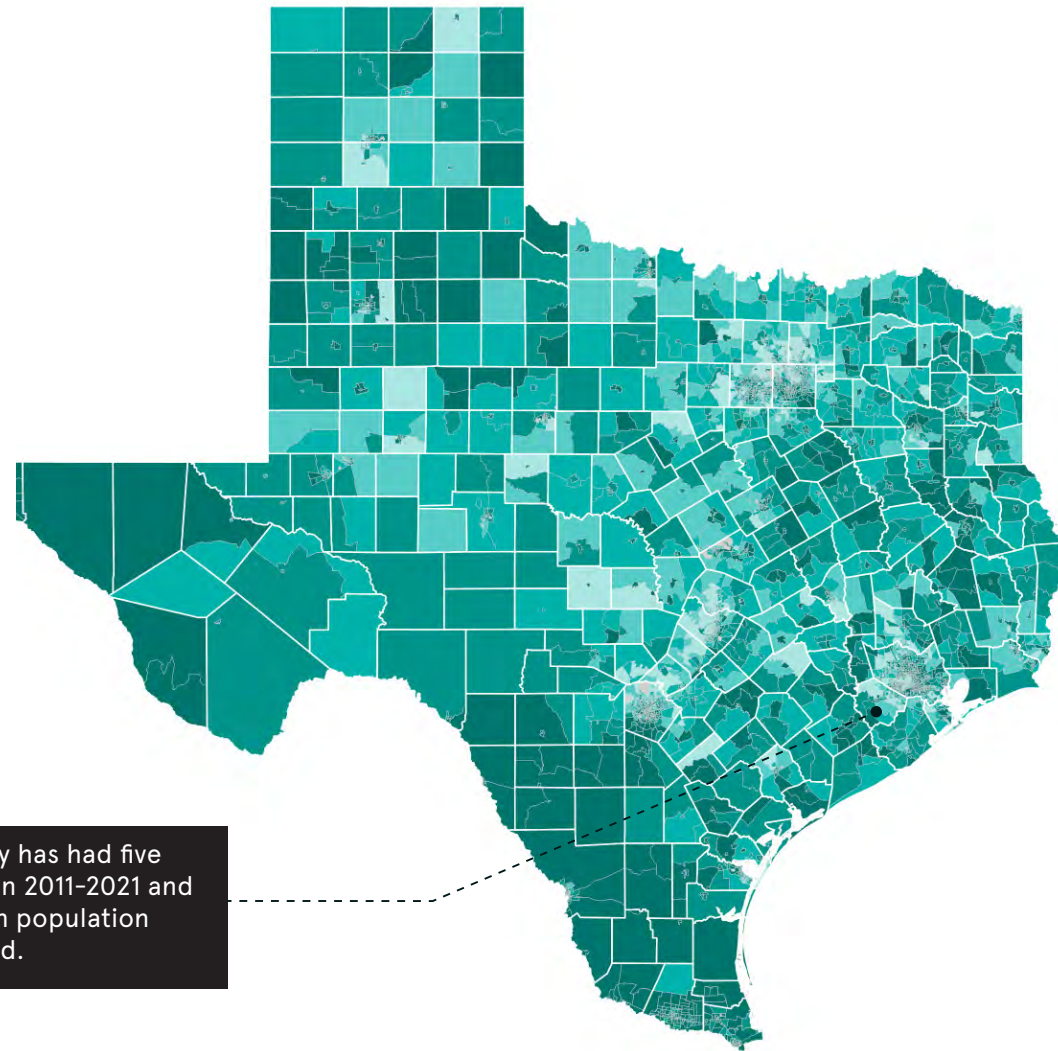 y has had five
n 2011-2021 and
n population
d.